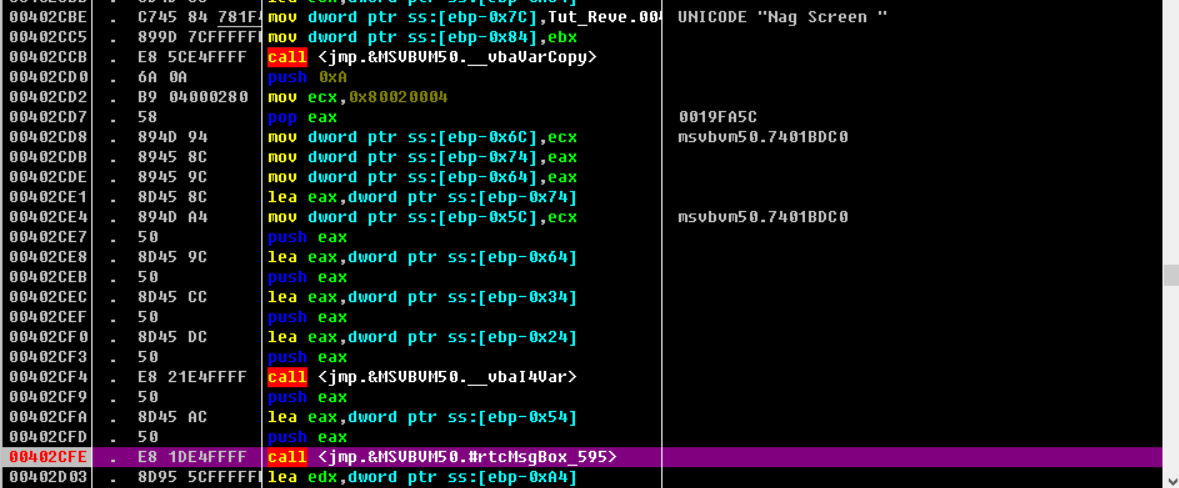 00402CBE . C745 84 781F4 mov dword ptr ss:[ebp-0x7C],Tut_Reve.004 UNICODE "Nag Screen "
00402CC5 . 899D 7CFFFFFF mov dword ptr ss:[ebp-0x84],ebx
00402CCB . E8 5CE4FFFF call <jmp.&MSVBVM50.__vbaVarCopy>
00402CD0 . 6A 0A push 0xA
00402CD2 . B9 04000280 mov ecx,0x80020004
00402CD7 . 58 pop eax 0019FA5C
00402CD8 . 894D 94 mov dword ptr ss:[ebp-0x6C],ecx msvbvm50.7401BDC0
00402CDB . 8945 8C mov dword ptr ss:[ebp-0x74],eax
00402CDE . 8945 9C mov dword ptr ss:[ebp-0x64],eax
00402CE1 . 8D45 8C lea eax,dword ptr ss:[ebp-0x74]
00402CE4 . 894D A4 mov dword ptr ss:[ebp-0x5C],ecx msvbvm50.7401BDC0
00402CE7 . 50 push eax
00402CE8 . 8D45 9C lea eax,dword ptr ss:[ebp-0x64]
00402CEB . 50 push eax
00402CEC . 8D45 CC lea eax,dword ptr ss:[ebp-0x34]
00402CEF . 50 push eax
00402CF0 . 8D45 DC lea eax,dword ptr ss:[ebp-0x24]
00402CF3 . 50 push eax
00402CF4 . E8 21E4FFFF call <jmp.&MSVBVM50.__vbaI4Var>
00402CF9 . 50 push eax
00402CFA . 8D45 AC lea eax,dword ptr ss:[ebp-0x54]
00402CFD . 50 push eax
00402CFE . E8 1DE4FFFF call <jmp.&MSVBVM50.#rtcMsgBox_595>
00402D03 . 8D95 5CFFFFFF lea edx,dword ptr ss:[ebp-0xA4]